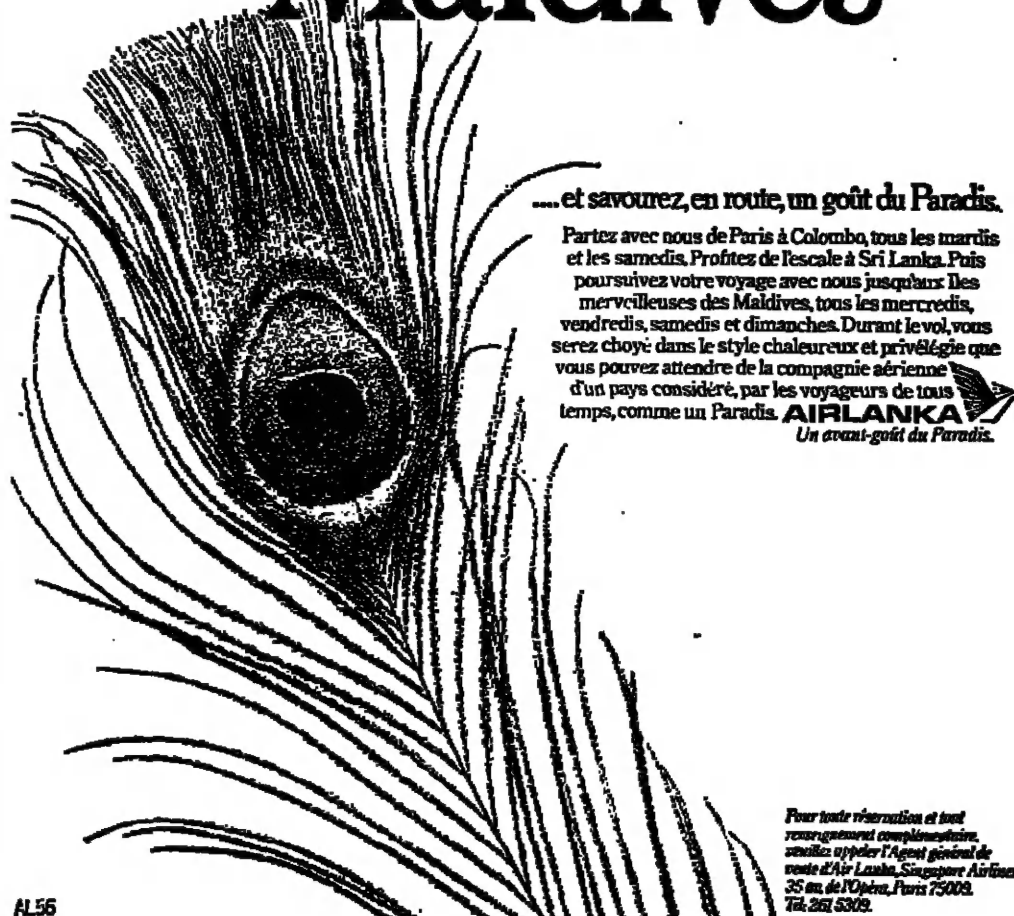 Maldives
....et savourez, en route, un goût du Paradis.
Partez avec nous de Paris à Colombo, tous les mardis
et les samedis. Profitez de l'escale à Sri Lanka. Puis
poursuivez votre voyage avec nous jusqu'aux Iles
merveilleuses des Maldives, tous les mercredis,
vendredis, samedis et dimanches. Durant le vol, vous
serez choyé dans le style chaleureux et privélégie que
vous pouvez attendre de la compagnie aérienne
d'un pays considéré, par les voyageurs de tous
temps, comme un Paradis. AIRLANKA
Un avant-goût du Paradis.
Pour toute réservation et tout
renseignement complémentaire,
veuillez appeler l'Agent général de
vente d'Air Lanka, Singapore Airlines
35 av. de l'Opéra, Paris 75009.
Tél: 261 5309.
AL56